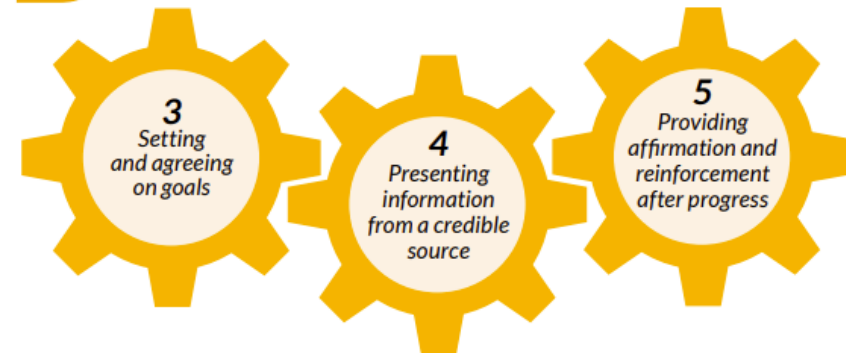 3
Setting
and agreeing
on goals
4
Presenting
information
from a credible
source
5
Providing
affirmation and
reinforcement
after progress